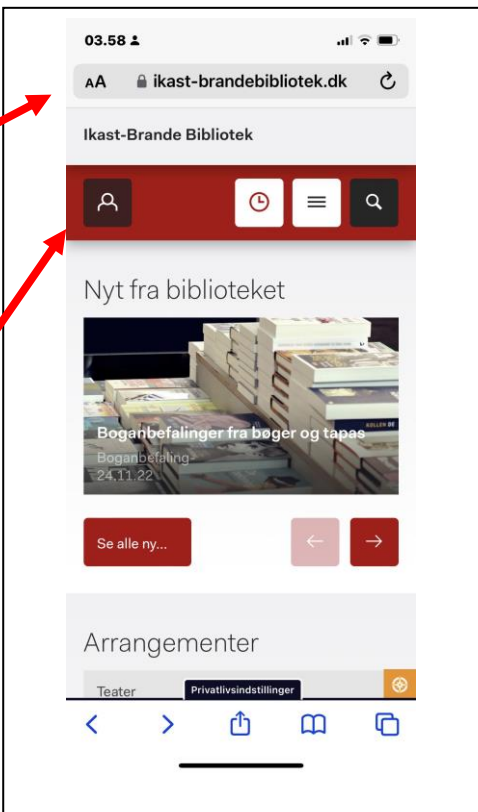 03.58
AA ikast-brandebibliotek.dk
Ikast-Brande Bibliotek
Nyt fra biblioteket
Boganbefalinger fra bøger og tapas
Boganbefaling-
24.11.22
Se alle ny...
Arrangementer
Teater
Privatlivsindstillinger